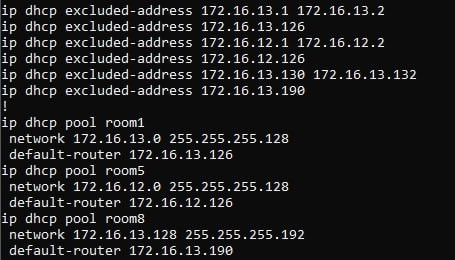 ip dhcp excluded-address 172.16.13.1 172.16.13.2
ip dhcp excluded-address 172.16.13.126
ip dhcp excluded-address 172.16.12.1 172.16.12.2
ip dhcp excluded-address 172.16.12.126
ip dhcp excluded-address 172.16.13.130 172.16.13.132
ip dhcp excluded-address 172.16.13.190
!
ip dhcp pool room1
 network 172.16.13.0 255.255.255.128
 default-router 172.16.13.126
ip dhcp pool room5
 network 172.16.12.0 255.255.255.128
 default-router 172.16.12.126
ip dhcp pool room8
 network 172.16.13.128 255.255.255.192
 default-router 172.16.13.190